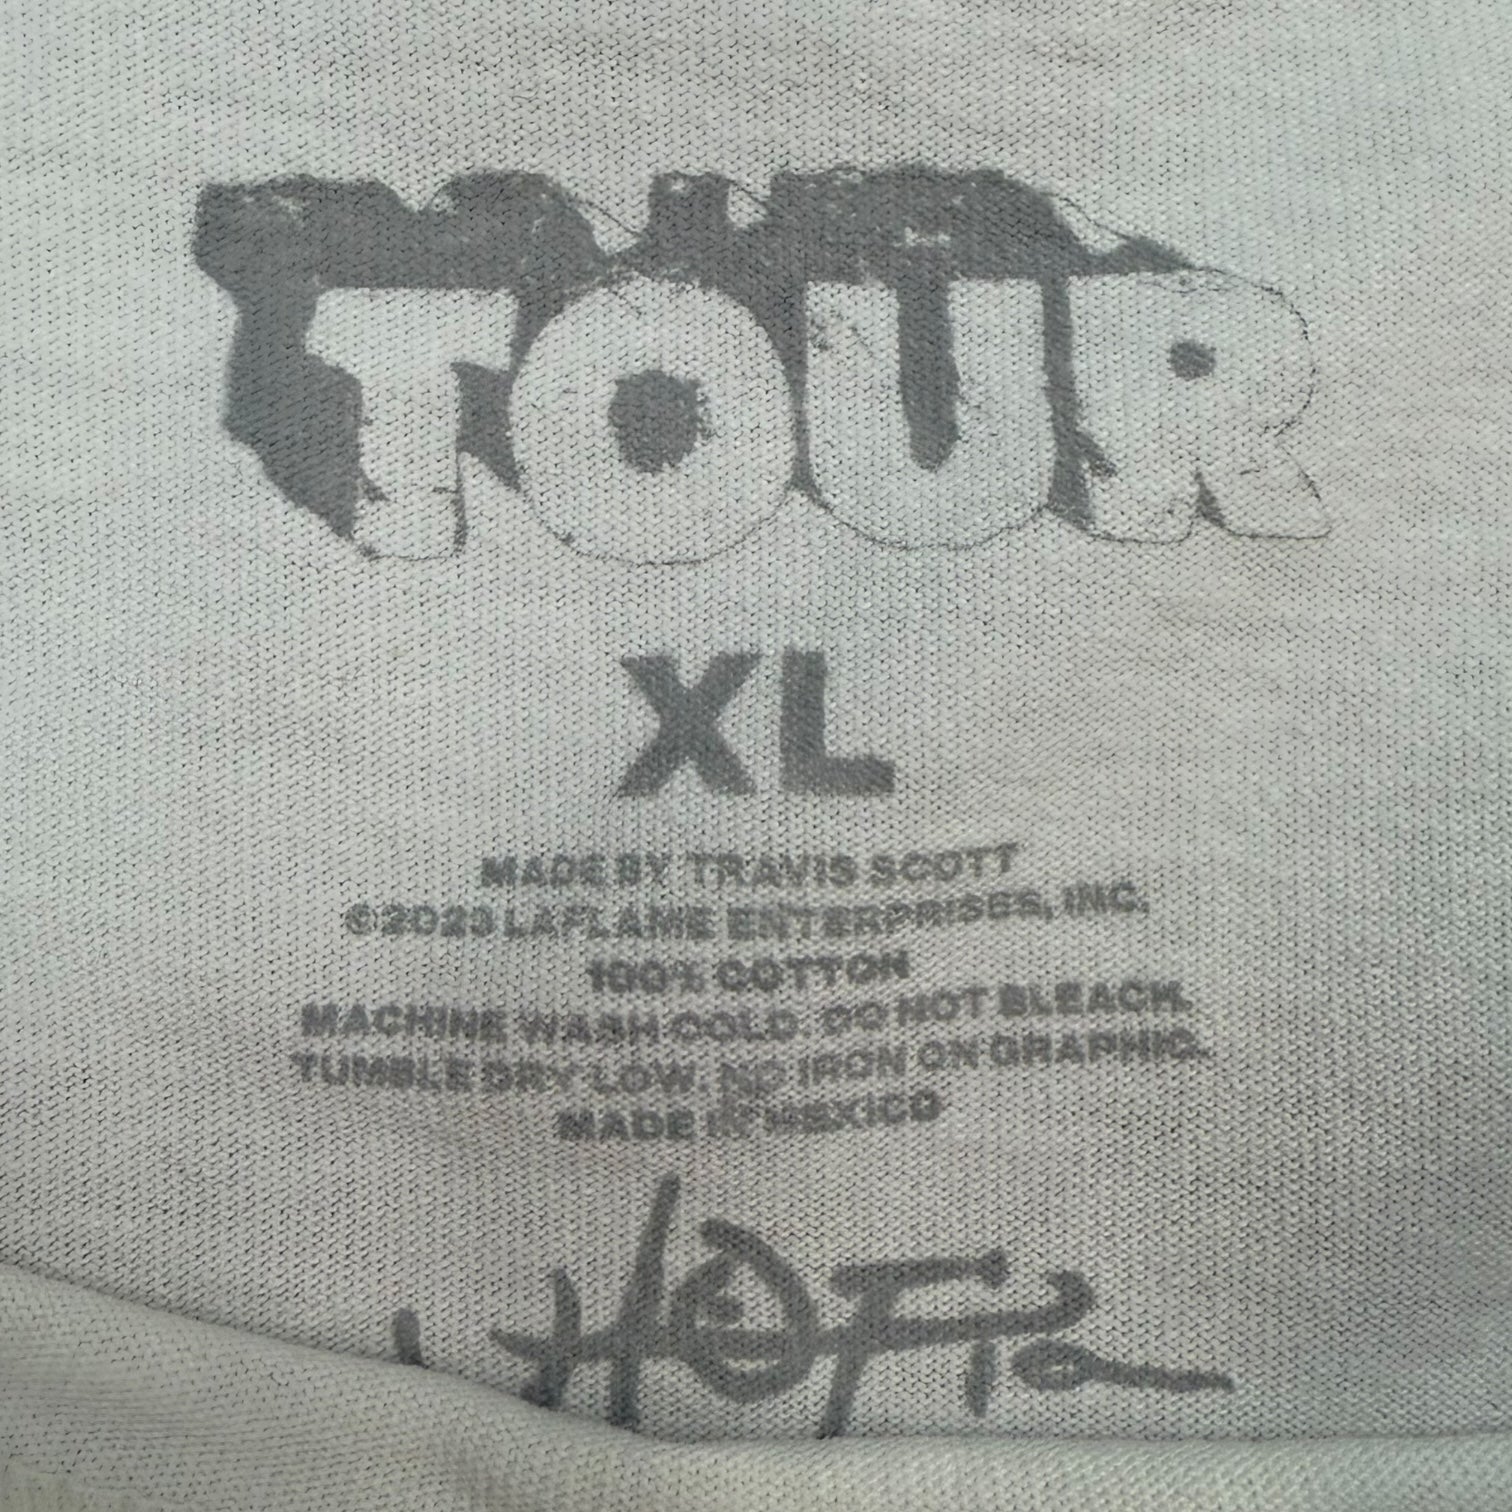 TOUR
XL
MADE BY TRAVIS SCOTT
©2023 LAFLAME ENTERPRISES, INC.
100% COTTON
MACHINE WASH COLD. DO NOT BLEACH.
TUMBLE DRY LOW. NO IRON ON GRAPHIC.
MADE IN MEXICO